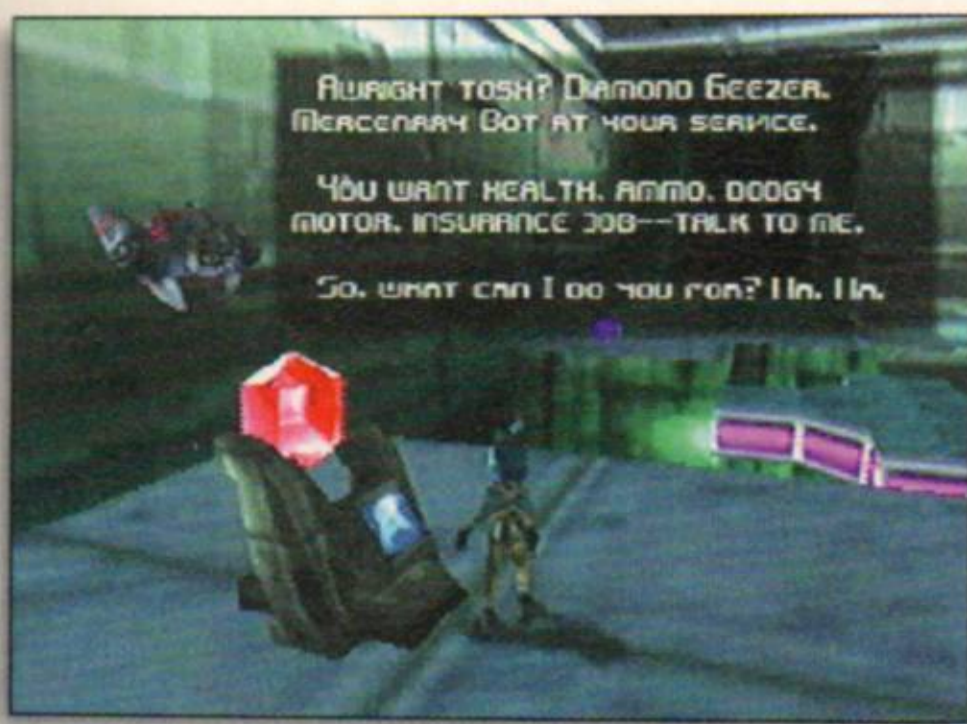 Awright tosh? Diamond Geezer.
Mercenary Bot at your service.
You want health, ammo, dodgy
motor, insurance job--talk to me.
So, what can I do you for? Ha, Ha.